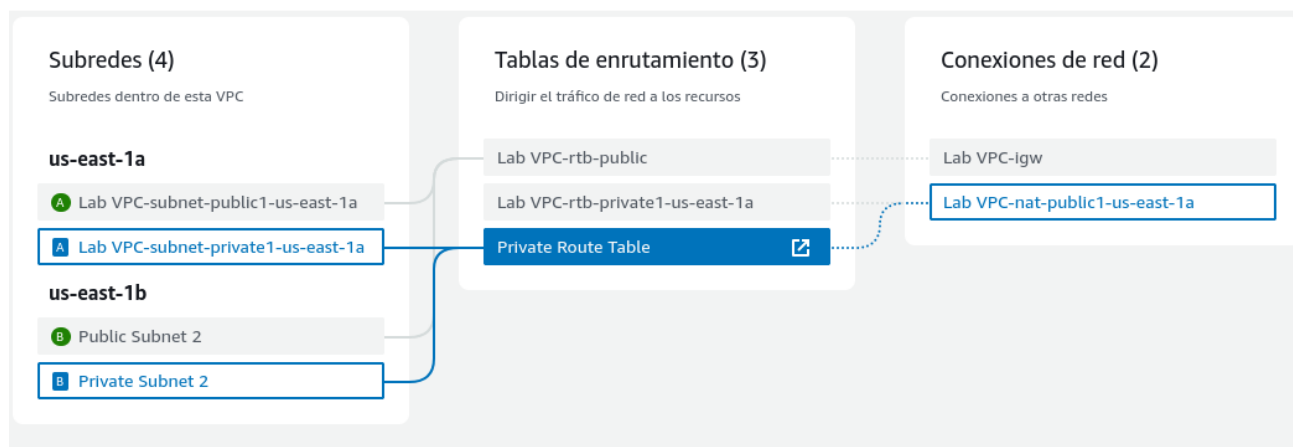 Subredes (4)
Subredes dentro de esta VPC
us-east-1a
A Lab VPC-subnet-public1-us-east-1a
A Lab VPC-subnet-private1-us-east-1a
us-east-1b
B Public Subnet 2
B Private Subnet 2
Tablas de enrutamiento (3)
Dirigir el tráfico de red a los recursos
Lab VPC-rtb-public
Lab VPC-rtb-private1-us-east-1a
Private Route Table
Conexiones de red (2)
Conexiones a otras redes
Lab VPC-igw
Lab VPC-nat-public1-us-east-1a